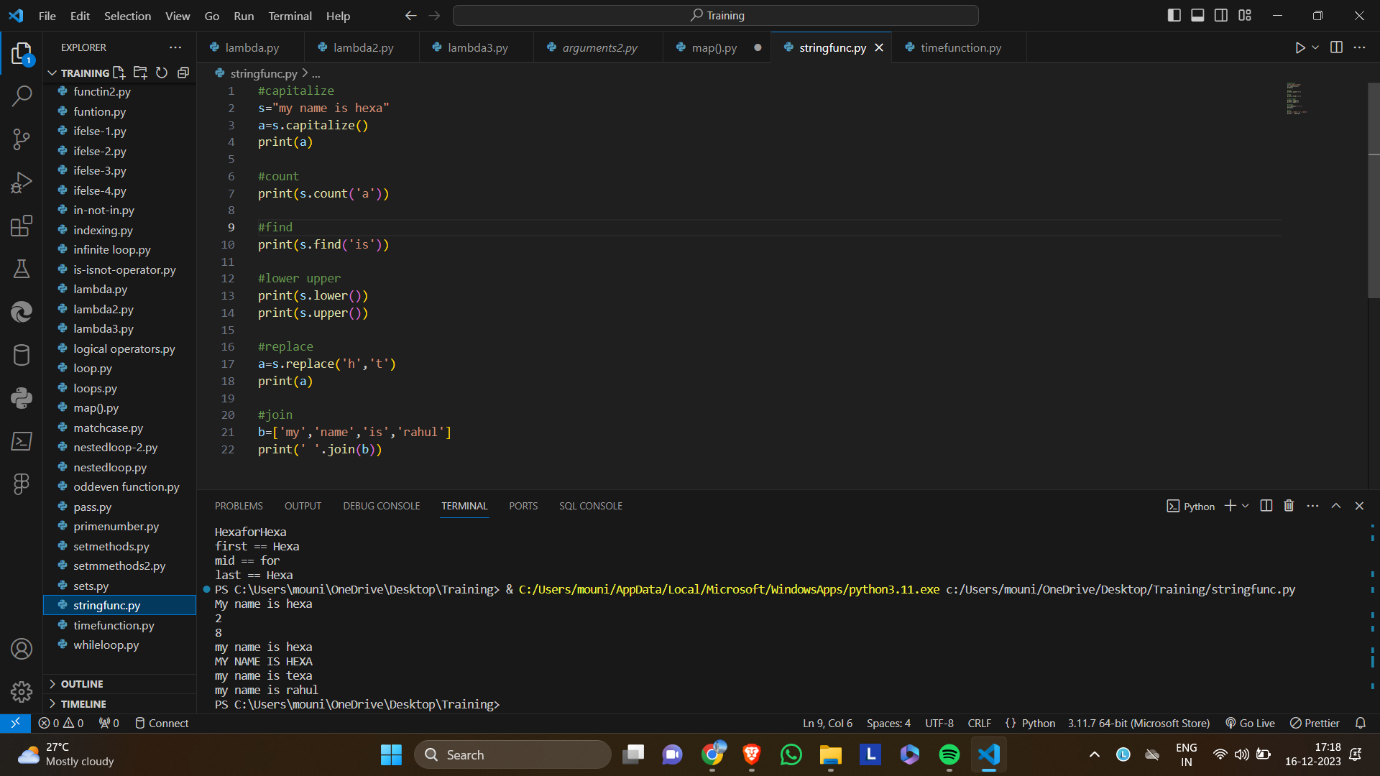 File Edit Selection View Go Run Terminal Help
Training
EXPLORER
lambda.py lambda2.py lambda3.py arguments2.py map().py stringfunc.py timefunction.py
TRAINING
functin2.py
funtion.py
ifelse-1.py
ifelse-2.py
ifelse-3.py
ifelse-4.py
in-not-in.py
indexing.py
infinite loop.py
is-isnot-operator.py
lambda.py
lambda2.py
lambda3.py
logical operators.py
loop.py
loops.py
map().py
matchcase.py
nestedloop-2.py
nestedloop.py
oddeven function.py
pass.py
primenumber.py
setmethods.py
setmmethods2.py
sets.py
stringfunc.py
timefunction.py
whileloop.py
OUTLINE
TIMELINE
1
stringfunc.py > ...
1 #capitalize
2 s="my name is hexa"
3 a=s.capitalize()
4 print(a)
5
6 #count
7 print(s.count('a'))
8
9 #find
10 print(s.find('is'))
11
12 #lower upper
13 print(s.lower())
14 print(s.upper())
15
16 #replace
17 a=s.replace('h','t')
18 print(a)
19
20 #join
21 b=['my','name','is','rahul']
22 print(' '.join(b))
PROBLEMS OUTPUT DEBUG CONSOLE TERMINAL PORTS SQL CONSOLE
Python
HexaforHexa
first == Hexa
mid == for
last == Hexa
PS C:\Users\mouni\OneDrive\Desktop\Training> & C:/Users/mouni/AppData/Local/Microsoft/WindowsApps/python3.11.exe c:/Users/mouni/OneDrive/Desktop/Training/stringfunc.py
My name is hexa
2
8
my name is hexa
MY NAME IS HEXA
my name is texa
my name is rahul
PS C:\Users\mouni\OneDrive\Desktop\Training>
0 0 0 Connect
Ln 9, Col 6 Spaces: 4 UTF-8 CRLF {} Python 3.11.7 64-bit (Microsoft Store) Go Live Prettier
27°C
Mostly cloudy
Search
L
L
ENG
IN
17:18
16-12-2023